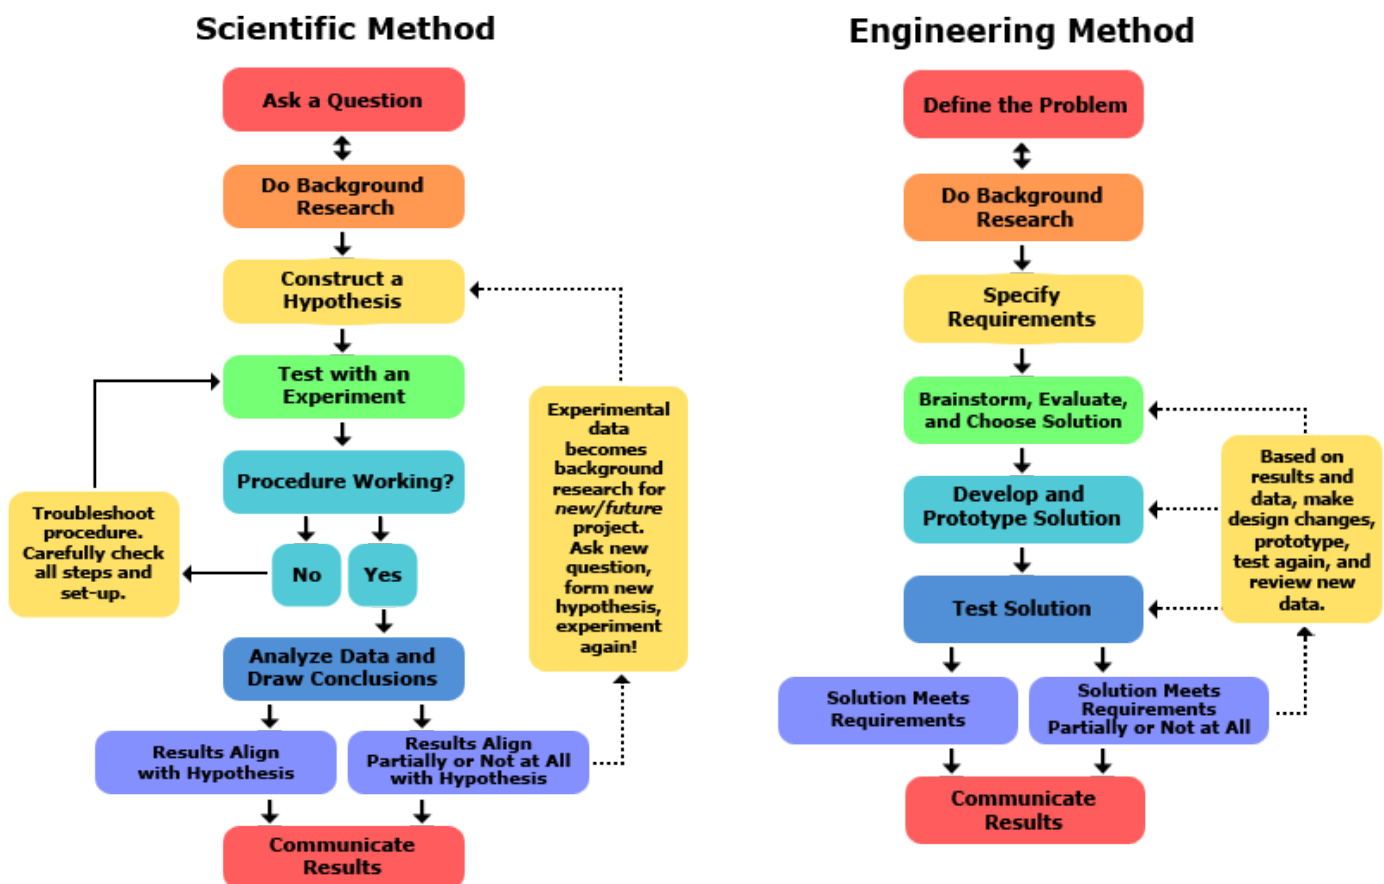 Scientific Method
Ask a Question
Do Background
Research
Construct a
Hypothesis
Test with an
Experiment
Procedure Working?
No
Yes
Troubleshoot
procedure.
Carefully check
all steps and
set-up.
Analyze Data and
Draw Conclusions
Results Align
with Hypothesis
Results Align
Partially or Not at All
with Hypothesis
Communicate
Results
Experimental
data
becomes
background
research for
new/future
project.
Ask new
question,
form new
hypothesis,
experiment
again!
Engineering Method
Define the Problem
Do Background
Research
Specify
Requirements
Brainstorm, Evaluate,
and Choose Solution
Develop and
Prototype Solution
Test Solution
Solution Meets
Requirements
Solution Meets
Requirements
Partially or Not at All
Based on
results and
data, make
design changes,
prototype,
test again, and
review new
data.
Communicate
Results